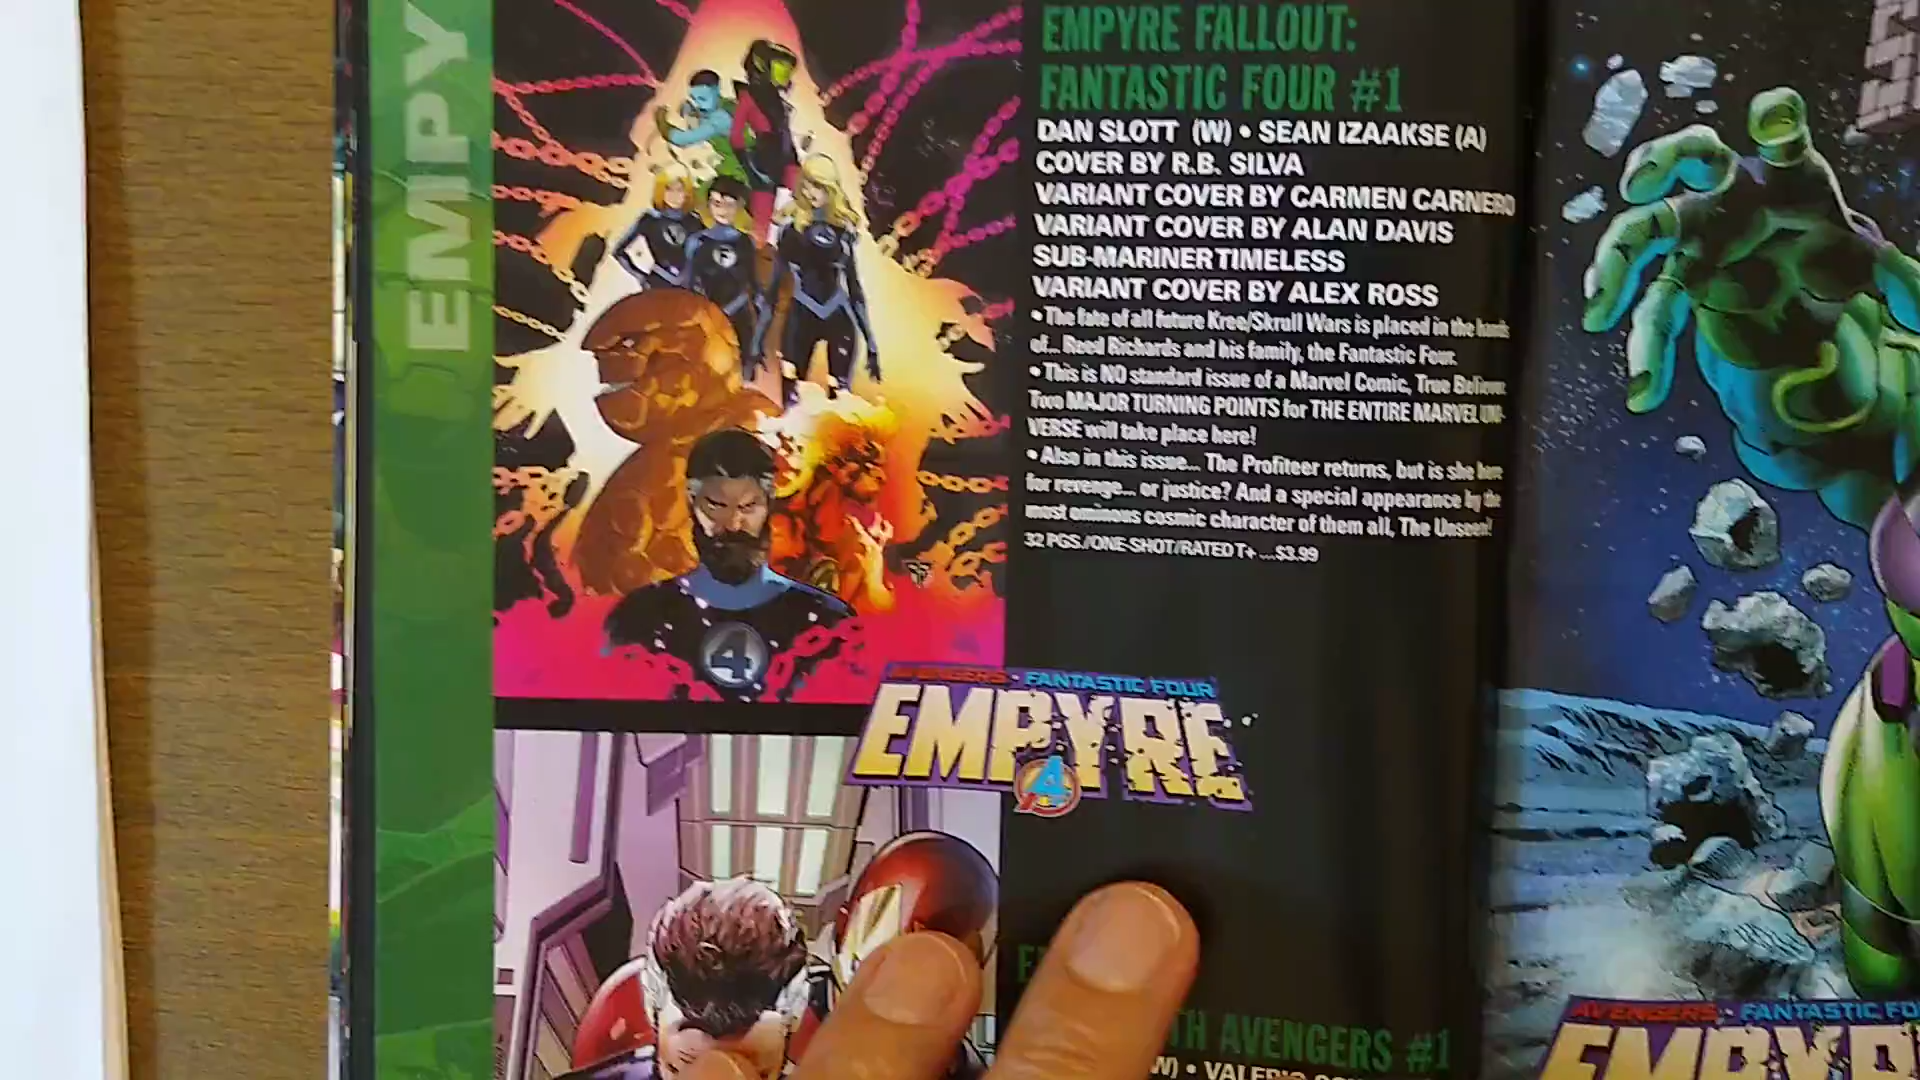 EMPY
EMPYRE FALLOUT:
FANTASTIC FOUR #1
DAN SLOTT (W) • SEAN IZAAKSE (A)
COVER BY R.B. SILVA
VARIANT COVER BY CARMEN CARNERO
VARIANT COVER BY ALAN DAVIS
SUB-MARINER TIMELESS
VARIANT COVER BY ALEX ROSS
• The fate of all future Kree/Skrull Wars is placed in the hands
of... Reed Richards and his family, the Fantastic Four.
• This is NO standard issue of a Marvel Comic, True Believer.
Two MAJOR TURNING POINTS for THE ENTIRE MARVEL UNI-
VERSE will take place here!
• Also in this issue... The Profiteer returns, but is she here
for revenge... or justice? And a special appearance by the
most ominous cosmic character of them all, The Unseen!
32 PGS./ONE-SHOT/RATED T+ ...$3.99
4
AVENGERS • FANTASTIC FOUR
EMPYRE
4
TH AVENGERS #1
W) • VALERIO
AVENGERS • FANTASTIC FO
EMPYR